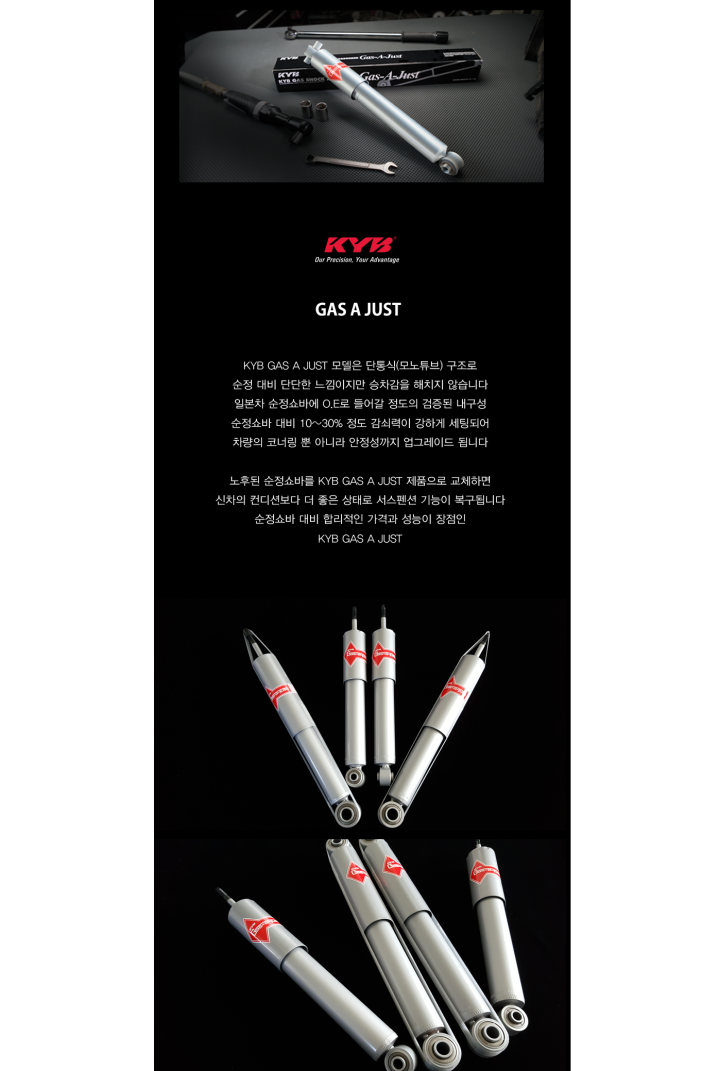 KYB
KYB GAS SHOCK
Gas-A-Just
KYB
Our Precision, Your Advantage
GAS A JUST
KYB GAS A JUST 모델은 단통식(모노튜브) 구조로
순정 대비 단단한 느낌이지만 승차감을 해치지 않습니다
일본차 순정쇼바에 O.E로 들어갈 정도의 검증된 내구성
순정쇼바 대비 10~30% 정도 감쇠력이 강하게 세팅되어
차량의 코너링 뿐 아니라 안정성까지 업그레이드 됩니다
노후된 순정쇼바를 KYB GAS A JUST 제품으로 교체하면
신차의 컨디션보다 더 좋은 상태로 서스펜션 기능이 복구됩니다
순정쇼바 대비 합리적인 가격과 성능이 장점인
KYB GAS A JUST